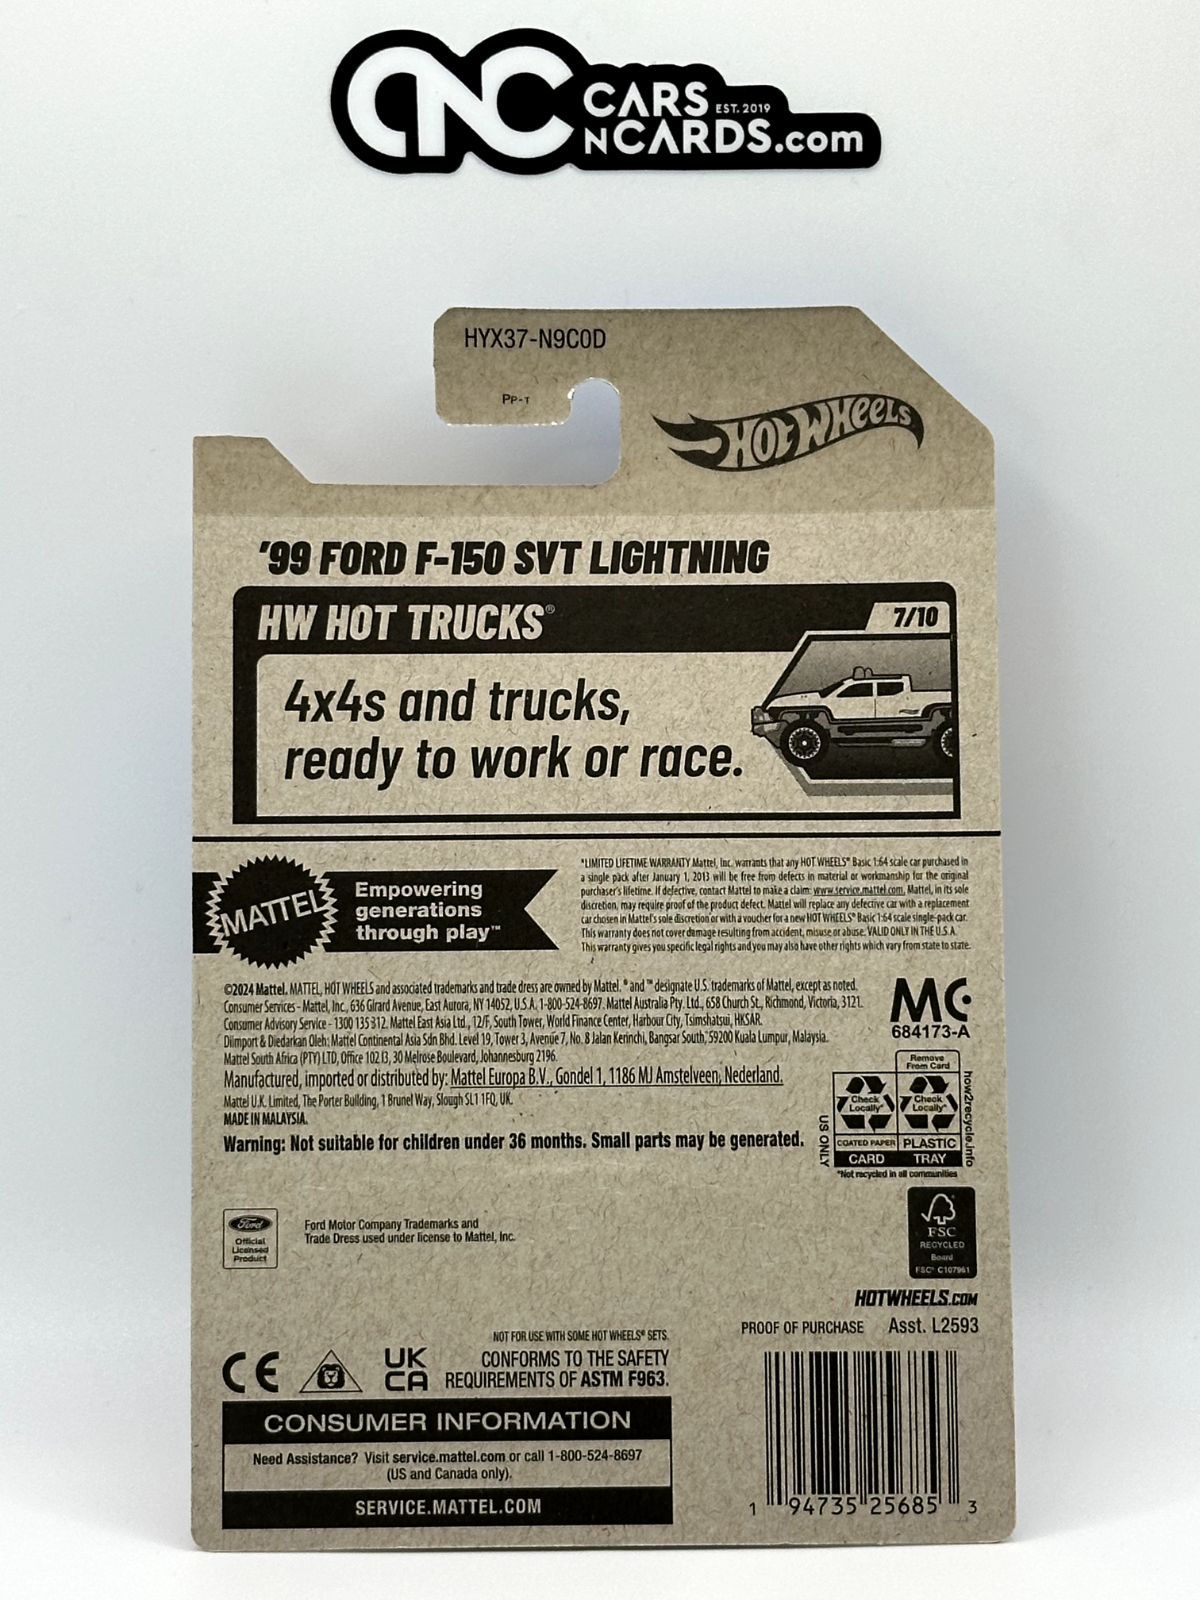 CNC CARS EST. 2019
N CARDS.com
HYX37-N9C0D
PP-T
HOT WHEELS
'99 FORD F-150 SVT LIGHTNING
HW HOT TRUCKS®
7/10
4x4s and trucks,
ready to work or race.
MATTEL
Empowering
generations
through play™
*LIMITED LIFETIME WARRANTY Mattel, Inc. warrants that any HOT WHEELS® Basic 1:64 scale car purchased in
a single pack after January 1, 2013 will be free from defects in material or workmanship for the original
purchaser's lifetime. If defective, contact Mattel to make a claim: www.service.mattel.com. Mattel, in its sole
discretion, may require proof of the product defect. Mattel will replace any defective car with a replacement
car chosen in Mattel's sole discretion or with a voucher for a new HOT WHEELS® Basic 1:64 scale single-pack car.
This warranty does not cover damage resulting from accident, misuse or abuse. VALID ONLY IN THE U.S.A.
This warranty gives you specific legal rights and you may also have other rights which vary from state to state.
©2024 Mattel. MATTEL, HOT WHEELS and associated trademarks and trade dress are owned by Mattel. ® and ™ designate U.S. trademarks of Mattel, except as noted.
Consumer Services - Mattel, Inc., 636 Girard Avenue, East Aurora, NY 14052, U.S.A. 1-800-524-8697. Mattel Australia Pty. Ltd., 658 Church St., Richmond, Victoria, 3121.
Consumer Advisory Service - 1300 135 312. Mattel East Asia Ltd., 12/F, South Tower, World Finance Center, Harbour City, Tsimshatsui, HKSAR.
Diimport & Diedarkan Oleh: Mattel Continental Asia Sdn Bhd. Level 19, Tower 3, Avenue 7, No. 8 Jalan Kerinchi, Bangsar South, 59200 Kuala Lumpur, Malaysia.
Mattel South Africa (PTY) LTD, Office 102 I3, 30 Melrose Boulevard, Johannesburg 2196.
Manufactured, imported or distributed by: Mattel Europa B.V., Gondel 1, 1186 MJ Amstelveen, Nederland.
Mattel U.K. Limited, The Porter Building, 1 Brunel Way, Slough SL1 1FQ, UK.
MADE IN MALAYSIA.
Warning: Not suitable for children under 36 months. Small parts may be generated.
MC
684173-A
Remove
From Card
Check
Locally*
Check
Locally*
COATED PAPER
PLASTIC
CARD
TRAY
US ONLY
how2recycle.info
*Not recycled in all communities
Ford
Official
Licensed
Product
Ford Motor Company Trademarks and
Trade Dress used under license to Mattel, Inc.
FSC
RECYCLED
Board
FSC® C107961
HOTWHEELS.COM
PROOF OF PURCHASE Asst. L2593
NOT FOR USE WITH SOME HOT WHEELS® SETS.
CE
UK
CA
CONFORMS TO THE SAFETY
REQUIREMENTS OF ASTM F963.
CONSUMER INFORMATION
Need Assistance? Visit service.mattel.com or call 1-800-524-8697
(US and Canada only).
SERVICE.MATTEL.COM
1 94735 25685 3